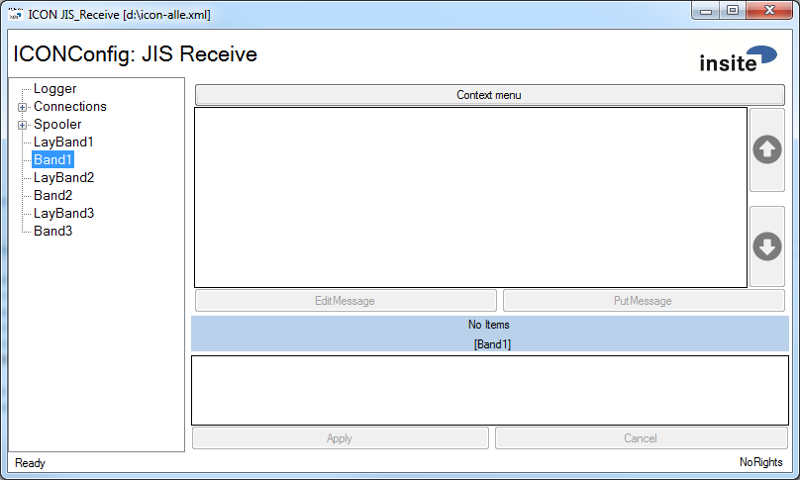 ICON JIS_Receive [d:\icon-alle.xml]
ICONConfig: JIS Receive
insite
Logger
Connections
Spooler
LayBand1
Band1
LayBand2
Band2
LayBand3
Band3
Context menu
EditMessage
PutMessage
No Items
[Band1]
Apply
Cancel
Ready
NoRights